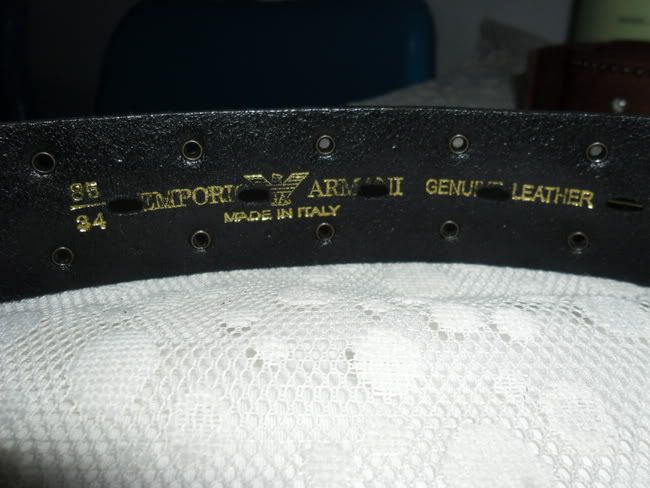 85
34
EMPORIO ARMANI
MADE IN ITALY
GENUINE LEATHER